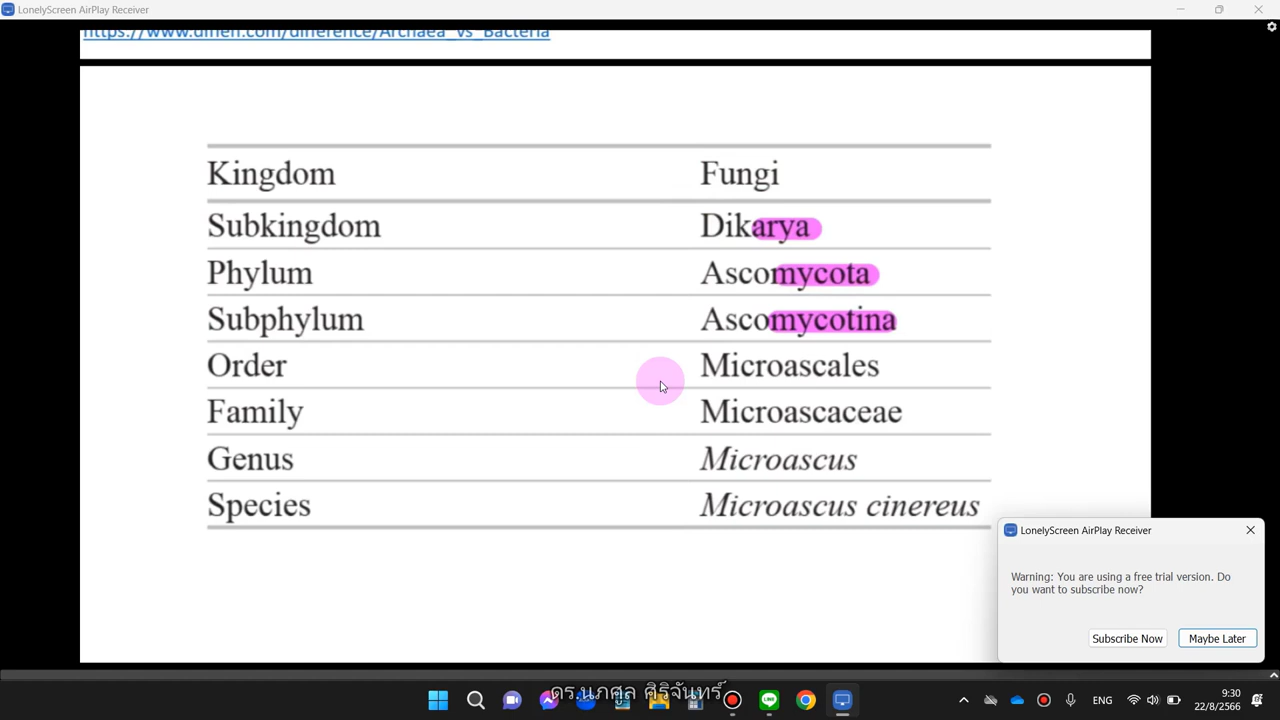 LonelyScreen AirPlay Receiver
https://www.diffen.com/difference/Archaea_vs_Bacteria
Kingdom Fungi
Subkingdom Dikarya
Phylum Ascomycota
Subphylum Ascomycotina
Order Microascales
Family Microascaceae
Genus Microascus
Species Microascus cinereus
LonelyScreen AirPlay Receiver
Warning: You are using a free trial version. Do
you want to subscribe now?
Subscribe Now Maybe Later
ดร.นภศูล ศิริจันทร์
ENG
9:30
22/8/2566